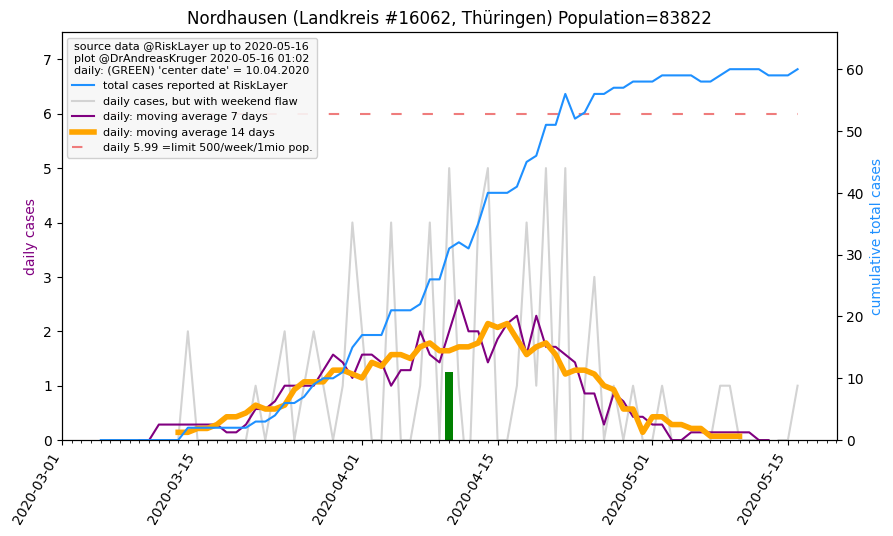 Nordhausen (Landkreis #16062, Thüringen) Population=83822
source data @RiskLayer up to 2020-05-16
plot @DrAndreasKruger 2020-05-16 01:02
daily: (GREEN) 'center date' = 10.04.2020
total cases reported at RiskLayer
daily cases, but with weekend flaw
daily: moving average 7 days
daily: moving average 14 days
daily 5.99 =limit 500/week/1mio pop.
daily cases
7
6
5
4
3
2
1
0
cumulative total cases
60
50
40
30
20
10
0
2020-03-01
2020-03-15
2020-04-01
2020-04-15
2020-05-01
2020-05-15